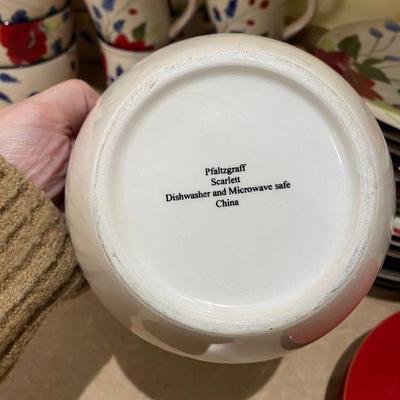 Pfaltzgraff
Scarlett
Dishwasher and Microwave safe
China